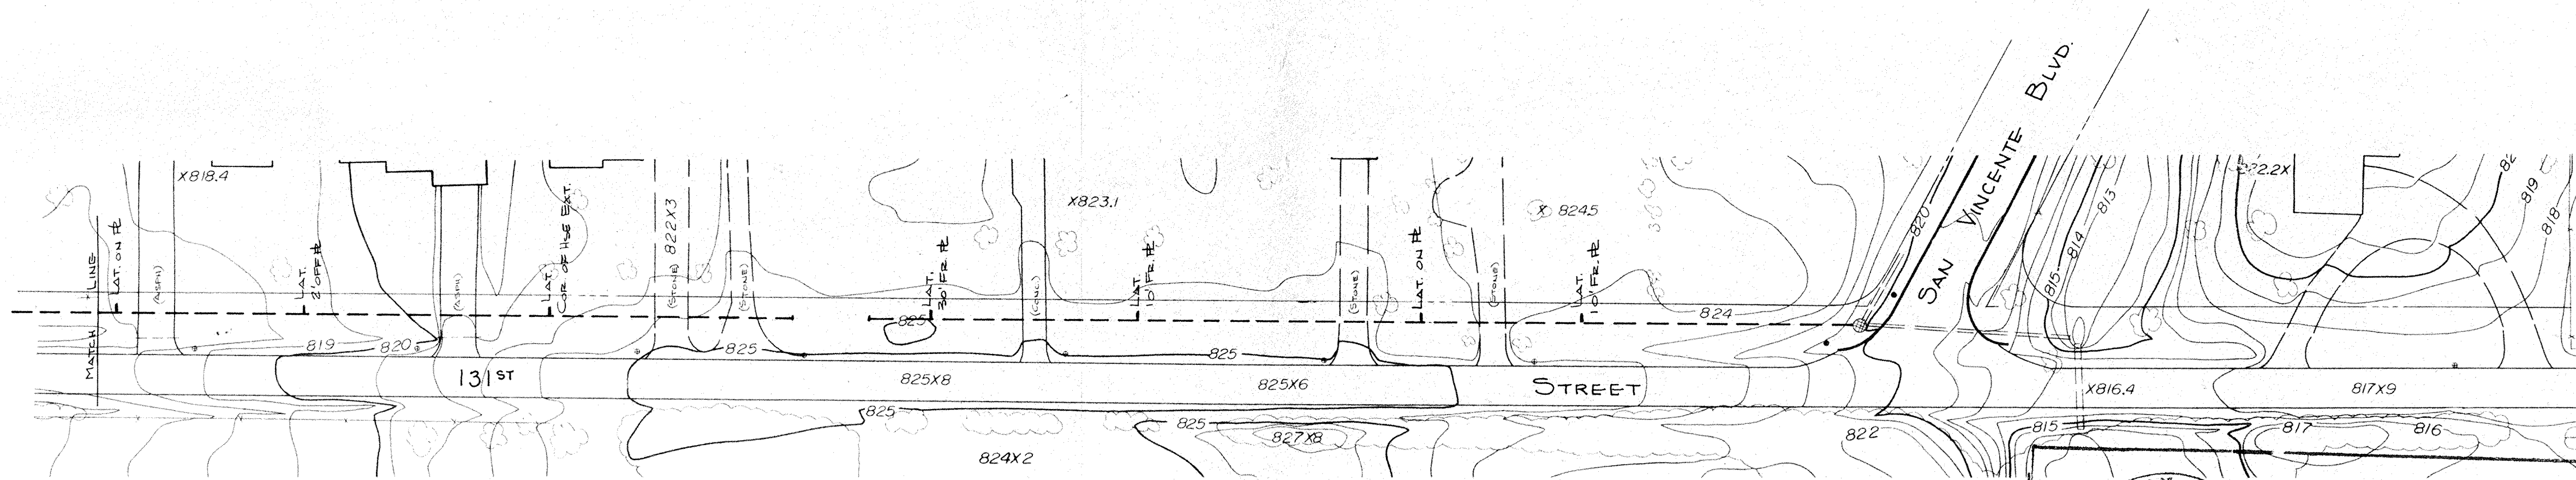 SAN VINCENTE BLVD.
X818.4
822X3
X823.1
X 824.5
813
819
818
820
814
815
MATCH LINE
LAT. ON ⅊
(ASPH)
LAT.
2' OFF ⅊
(ASPH)
LAT.
COR OF HSE EXT.
(STONE)
(STONE)
LAT.
30' FR. ⅊
(CONC.)
LAT.
10' FR. ⅊
(STONE)
LAT. ON ⅊
(STONE)
LAT.
10' FR. ⅊
825
824
819
820
825
825
131ST STREET
825X8
825X6
X816.4
817X9
825
825
827X8
822
815
817
816
824X2